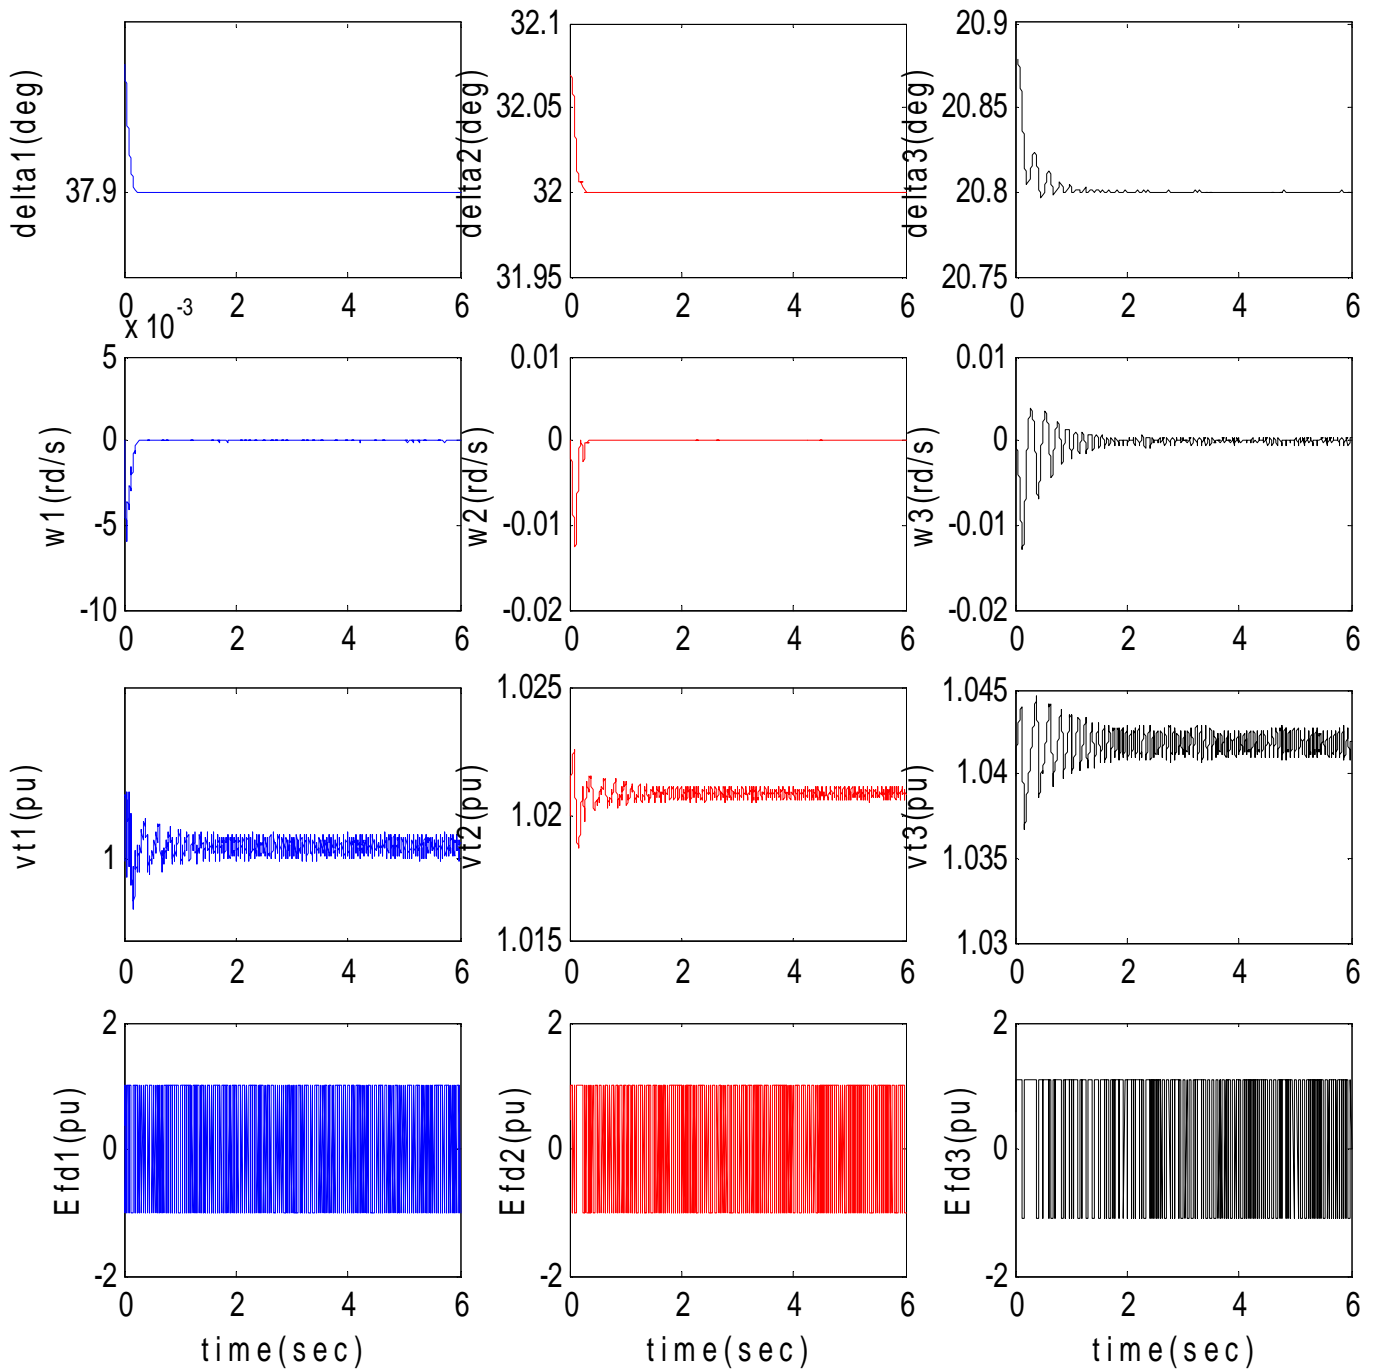 delta1(deg)
37.9
0 2 4 6
delta2(deg)
32.1
32.05
32
31.95
0 2 4 6
delta3(deg)
20.9
20.85
20.8
20.75
0 2 4 6
x 10^-3
w1(rd/s)
5
0
-5
-10
0 2 4 6
w2(rd/s)
0.01
0
-0.01
-0.02
0 2 4 6
w3(rd/s)
0.01
0
-0.01
-0.02
0 2 4 6
vt1(pu)
1
0 2 4 6
vt2(pu)
1.025
1.02
1.015
0 2 4 6
vt3(pu)
1.045
1.04
1.035
1.03
0 2 4 6
Efd1(pu)
2
0
-2
0 2 4 6
time(sec)
Efd2(pu)
2
0
-2
0 2 4 6
time(sec)
Efd3(pu)
2
0
-2
0 2 4 6
time(sec)